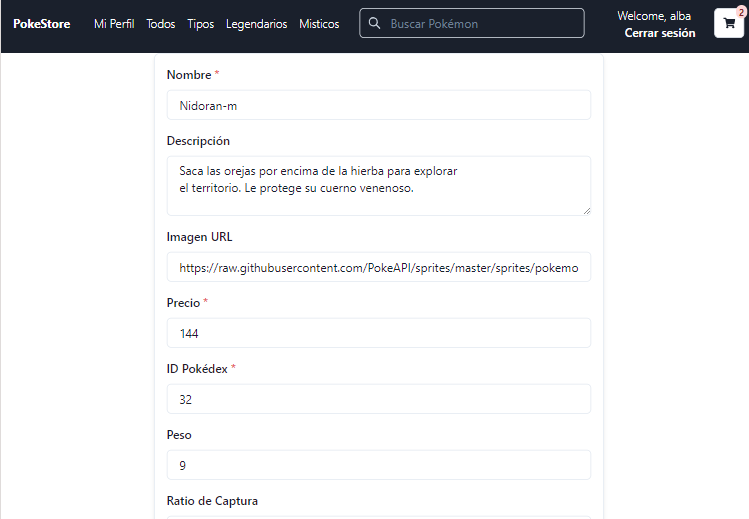 PokeStore Mi Perfil Todos Tipos Legendarios Misticos Buscar Pokémon Welcome, alba 2
Cerrar sesión
Nombre *
Nidoran-m
Descripción
Saca las orejas por encima de la hierba para explorar
el territorio. Le protege su cuerno venenoso.
Imagen URL
https://raw.githubusercontent.com/PokeAPI/sprites/master/sprites/pokemo
Precio *
144
ID Pokédex *
32
Peso
9
Ratio de Captura